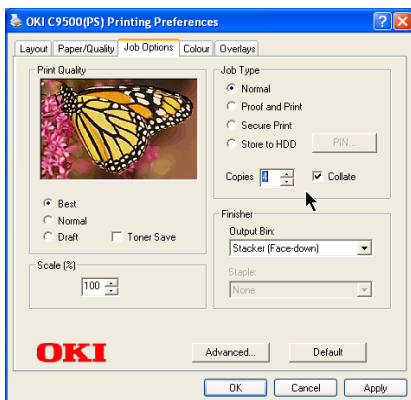 OKI C9500(PS) Printing Preferences
Layout Paper/Quality Job Options Colour Overlays
Print Quality
Best
Normal
Draft Toner Save
Scale (%)
100
Job Type
Normal
Proof and Print
Secure Print
Store to HDD PIN...
Copies 4 Collate
Finisher
Output Bin:
Stacker (Face-down)
Staple:
None
OKI
Advanced... Default
OK Cancel Apply